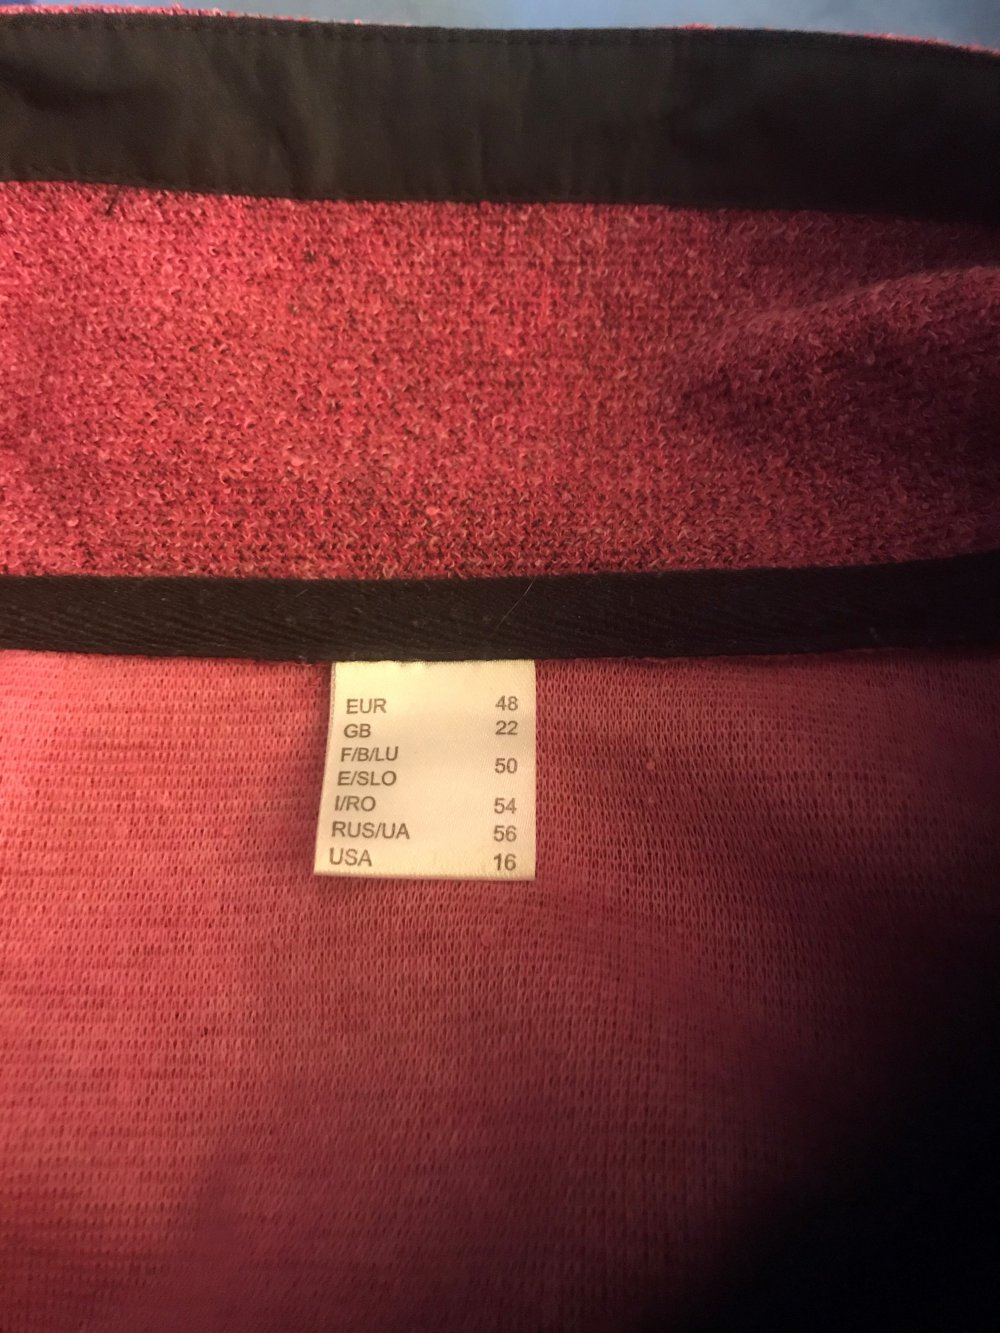 EUR 48
GB 22
F/B/LU
E/SLO 50
I/RO 54
RUS/UA 56
USA 16